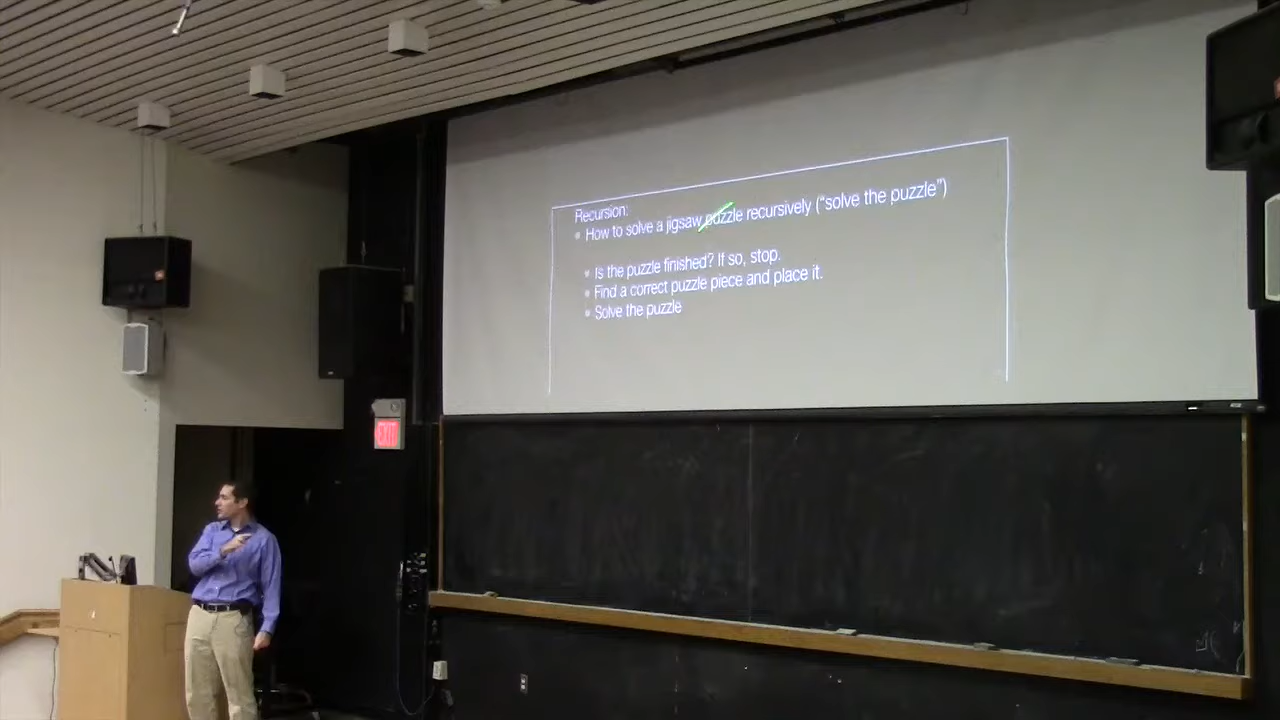 Recursion:
• How to solve a jigsaw puzzle recursively (“solve the puzzle”)
• Is the puzzle finished? If so, stop.
• Find a correct puzzle piece and place it.
• Solve the puzzle
EXIT